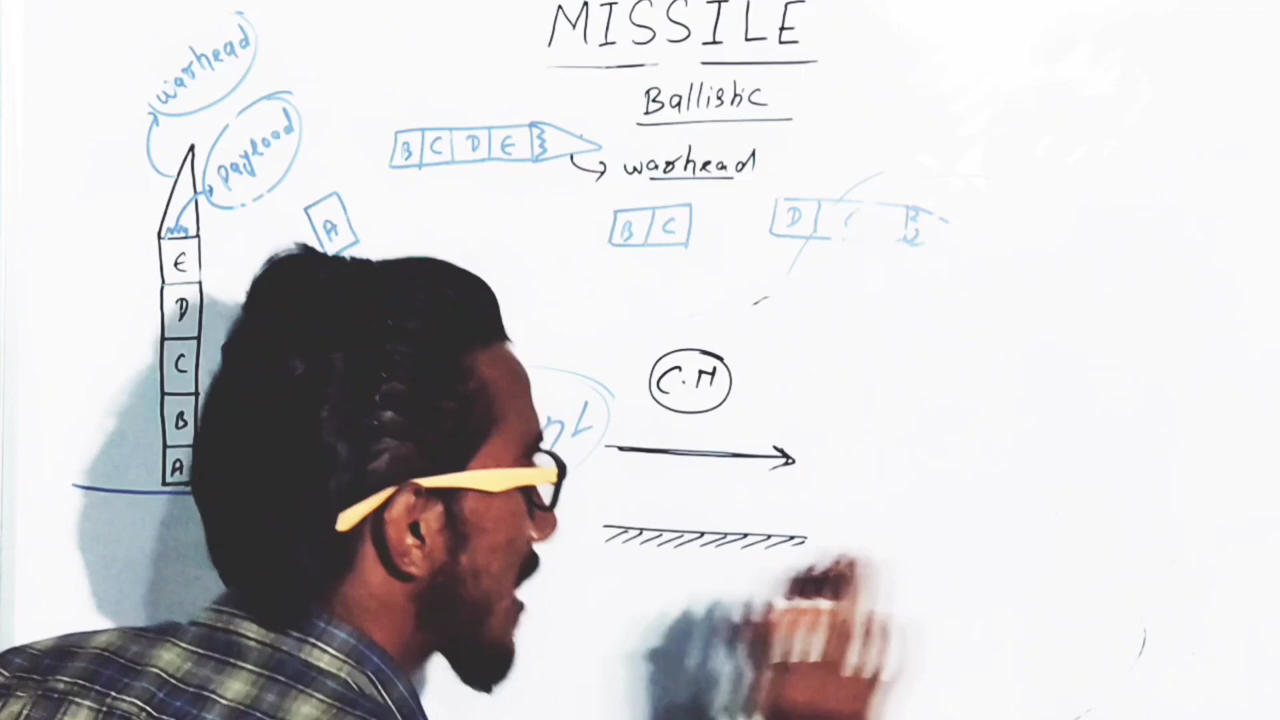 MISSILE
Ballistic
warhead
payload
B C D E
warhead
A
B C
D
E
D
C
B
A
C.M